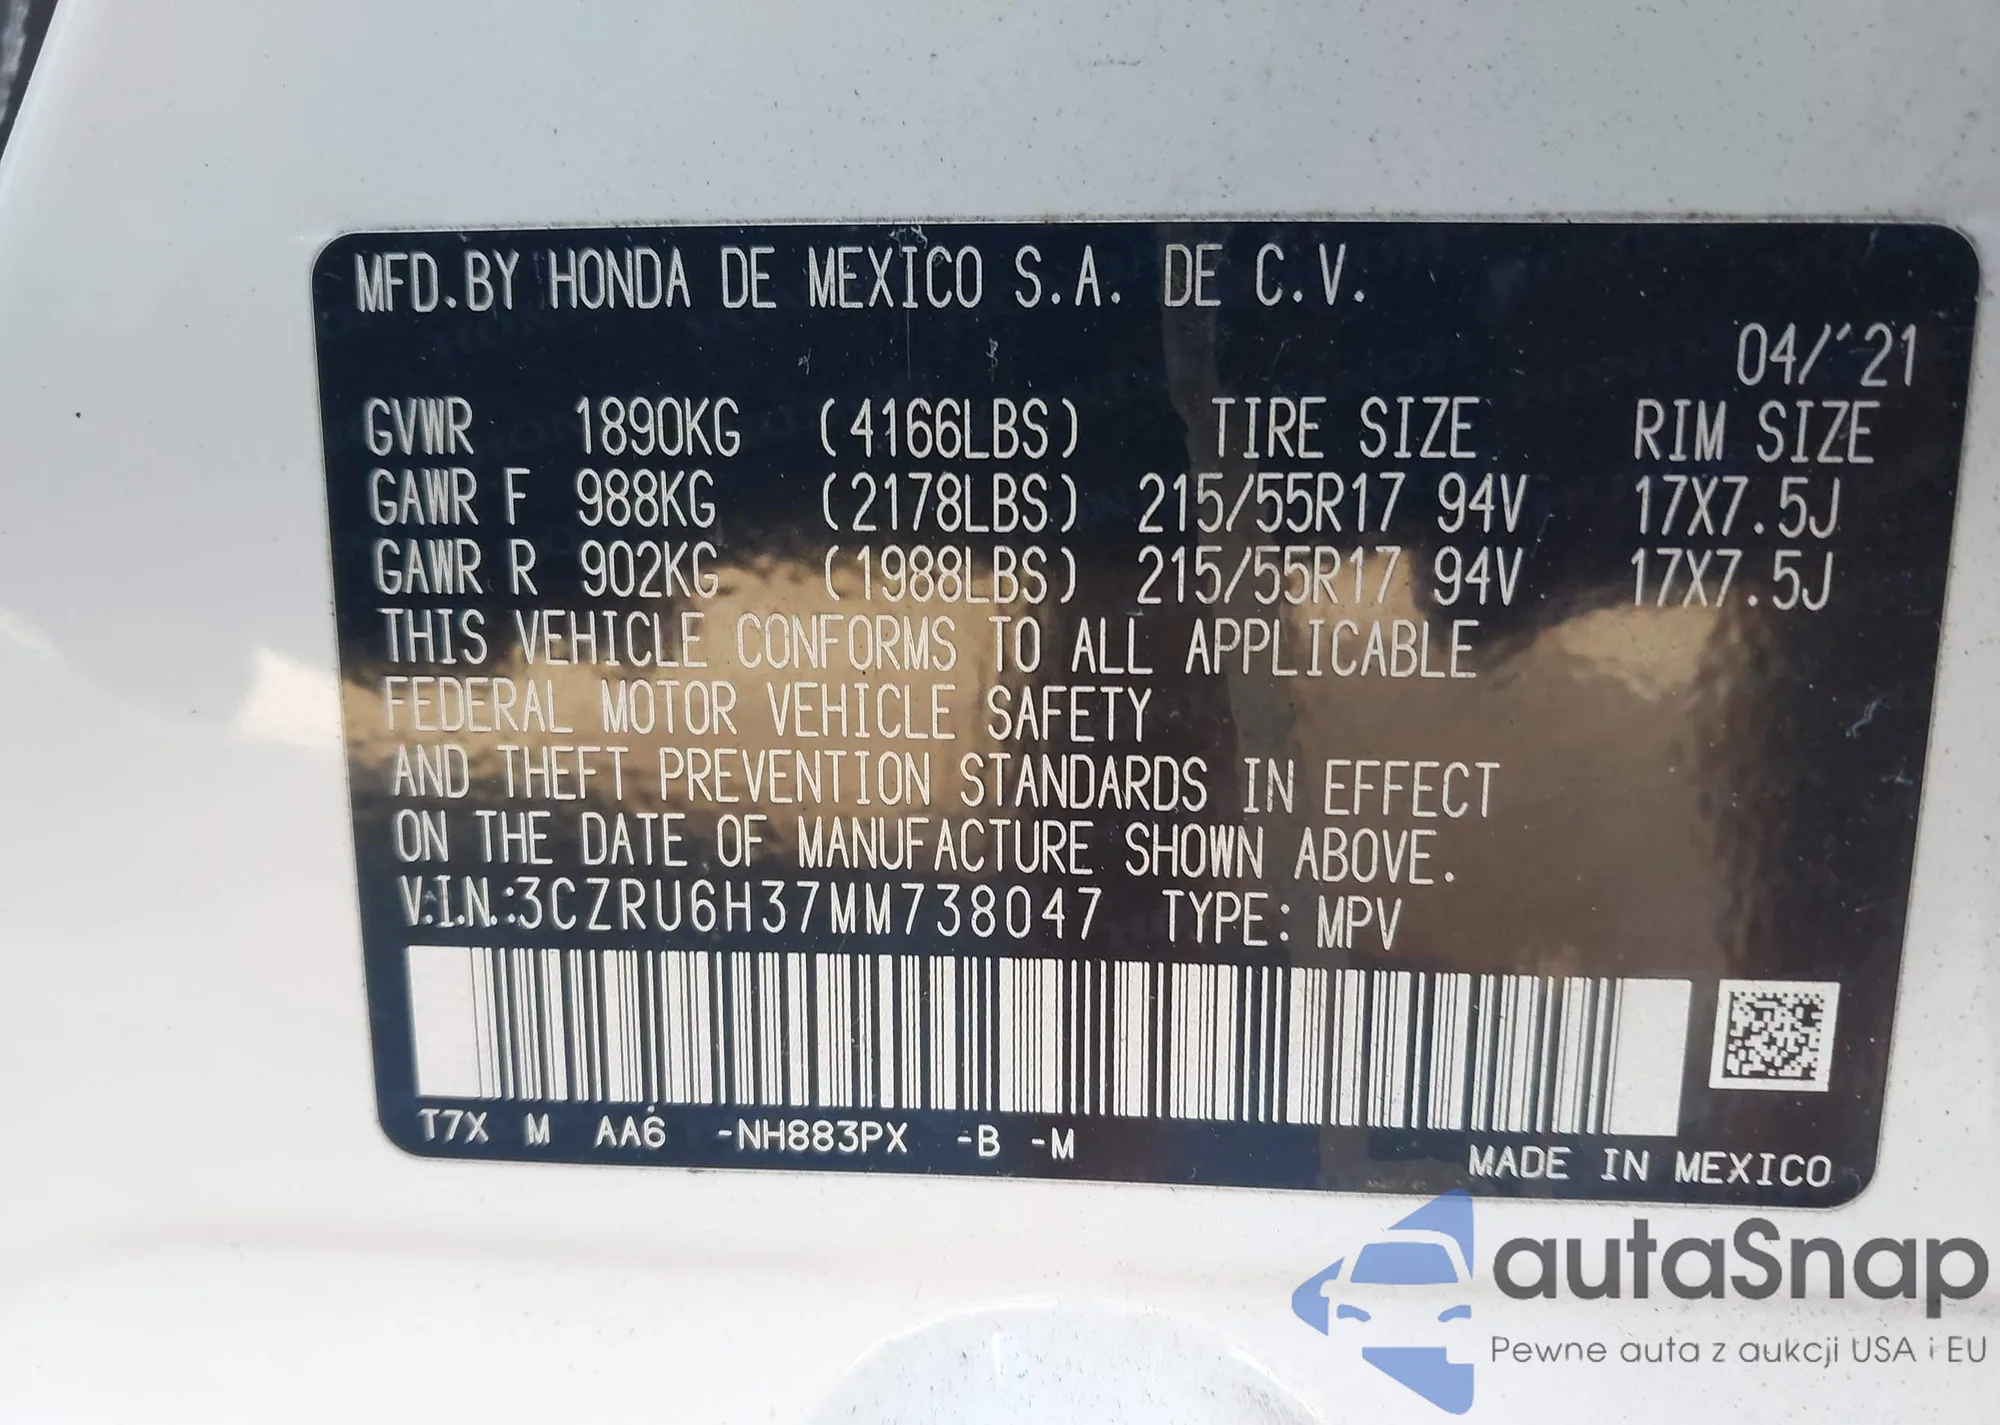 MFD.BY HONDA DE MEXICO S.A. DE C.V.
04/'21
GVWR 1890KG (4166LBS) TIRE SIZE RIM SIZE
GAWR F 988KG (2178LBS) 215/55R17 94V 17X7.5J
GAWR R 902KG (1988LBS) 215/55R17 94V 17X7.5J
THIS VEHICLE CONFORMS TO ALL APPLICABLE
FEDERAL MOTOR VEHICLE SAFETY
AND THEFT PREVENTION STANDARDS IN EFFECT
ON THE DATE OF MANUFACTURE SHOWN ABOVE.
V.I.N.:3CZRU6H37MM738047 TYPE: MPV
T7X M AA6 -NH883PX -B -M
MADE IN MEXICO
autaSnap
Pewne auta z aukcji USA i EU